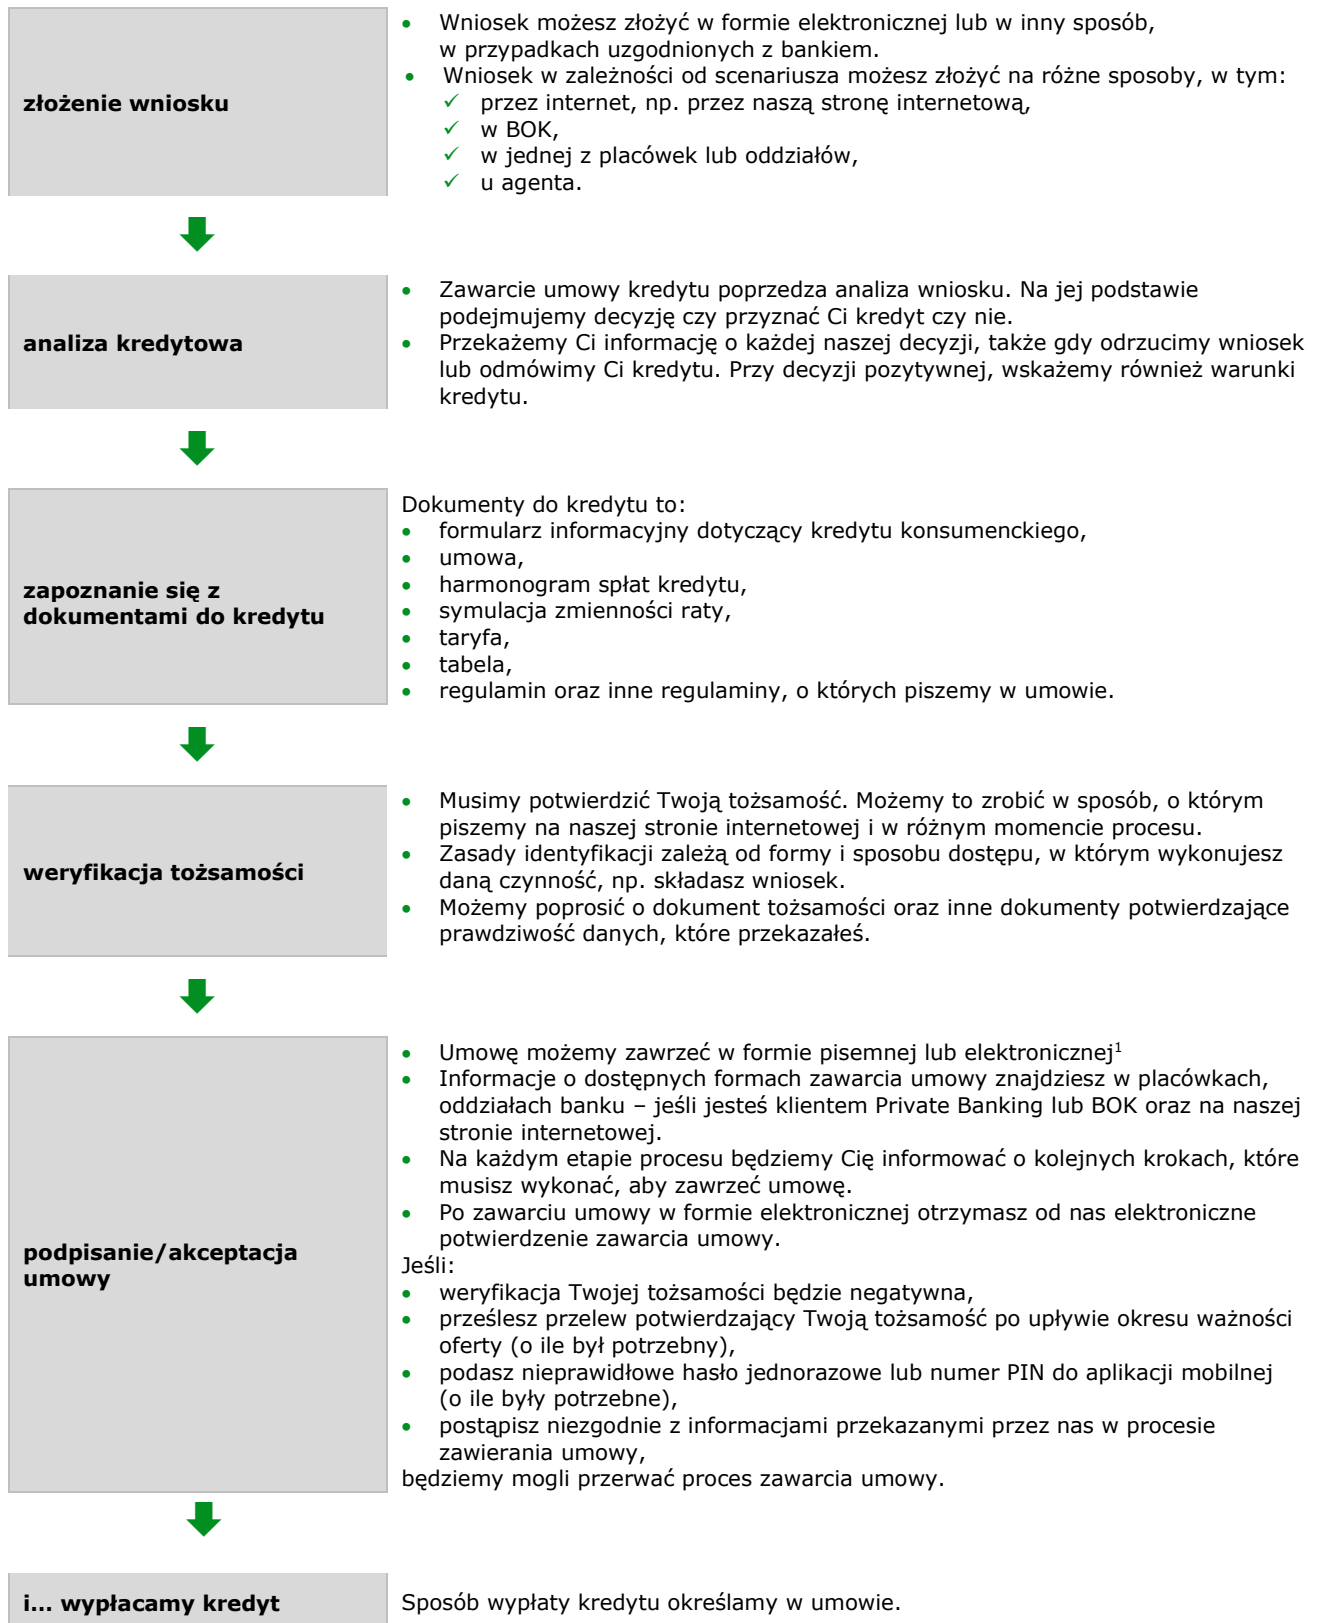 złożenie wniosku
• Wniosek możesz złożyć w formie elektronicznej lub w inny sposób,
w przypadkach uzgodnionych z bankiem.
• Wniosek w zależności od scenariusza możesz złożyć na różne sposoby, w tym:
✓ przez internet, np. przez naszą stronę internetową,
✓ w BOK,
✓ w jednej z placówek lub oddziałów,
✓ u agenta.
analiza kredytowa
• Zawarcie umowy kredytu poprzedza analiza wniosku. Na jej podstawie
podejmujemy decyzję czy przyznać Ci kredyt czy nie.
• Przekażemy Ci informację o każdej naszej decyzji, także gdy odrzucimy wniosek
lub odmówimy Ci kredytu. Przy decyzji pozytywnej, wskażemy również warunki
kredytu.
zapoznanie się z
dokumentami do kredytu
Dokumenty do kredytu to:
• formularz informacyjny dotyczący kredytu konsumenckiego,
• umowa,
• harmonogram spłat kredytu,
• symulacja zmienności raty,
• taryfa,
• tabela,
• regulamin oraz inne regulaminy, o których piszemy w umowie.
weryfikacja tożsamości
• Musimy potwierdzić Twoją tożsamość. Możemy to zrobić w sposób, o którym
piszemy na naszej stronie internetowej i w różnym momencie procesu.
• Zasady identyfikacji zależą od formy i sposobu dostępu, w którym wykonujesz
daną czynność, np. składasz wniosek.
• Możemy poprosić o dokument tożsamości oraz inne dokumenty potwierdzające
prawdziwość danych, które przekazałeś.
podpisanie/akceptacja
umowy
• Umowę możemy zawrzeć w formie pisemnej lub elektronicznej¹
• Informacje o dostępnych formach zawarcia umowy znajdziesz w placówkach,
oddziałach banku – jeśli jesteś klientem Private Banking lub BOK oraz na naszej
stronie internetowej.
• Na każdym etapie procesu będziemy Cię informować o kolejnych krokach, które
musisz wykonać, aby zawrzeć umowę.
• Po zawarciu umowy w formie elektronicznej otrzymasz od nas elektroniczne
potwierdzenie zawarcia umowy.
Jeśli:
• weryfikacja Twojej tożsamości będzie negatywna,
• prześlesz przelew potwierdzający Twoją tożsamość po upływie okresu ważności
oferty (o ile był potrzebny),
• podasz nieprawidłowe hasło jednorazowe lub numer PIN do aplikacji mobilnej
(o ile były potrzebne),
• postąpisz niezgodnie z informacjami przekazanymi przez nas w procesie
zawierania umowy,
będziemy mogli przerwać proces zawarcia umowy.
i… wypłacamy kredyt
Sposób wypłaty kredytu określamy w umowie.